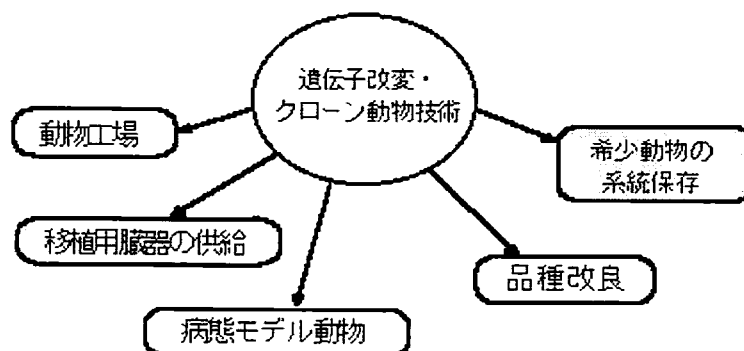 遺伝子改変・
クローン動物技術
動物工場
希少動物の
系統保存
移植用臓器の供給
品種改良
病態モデル動物